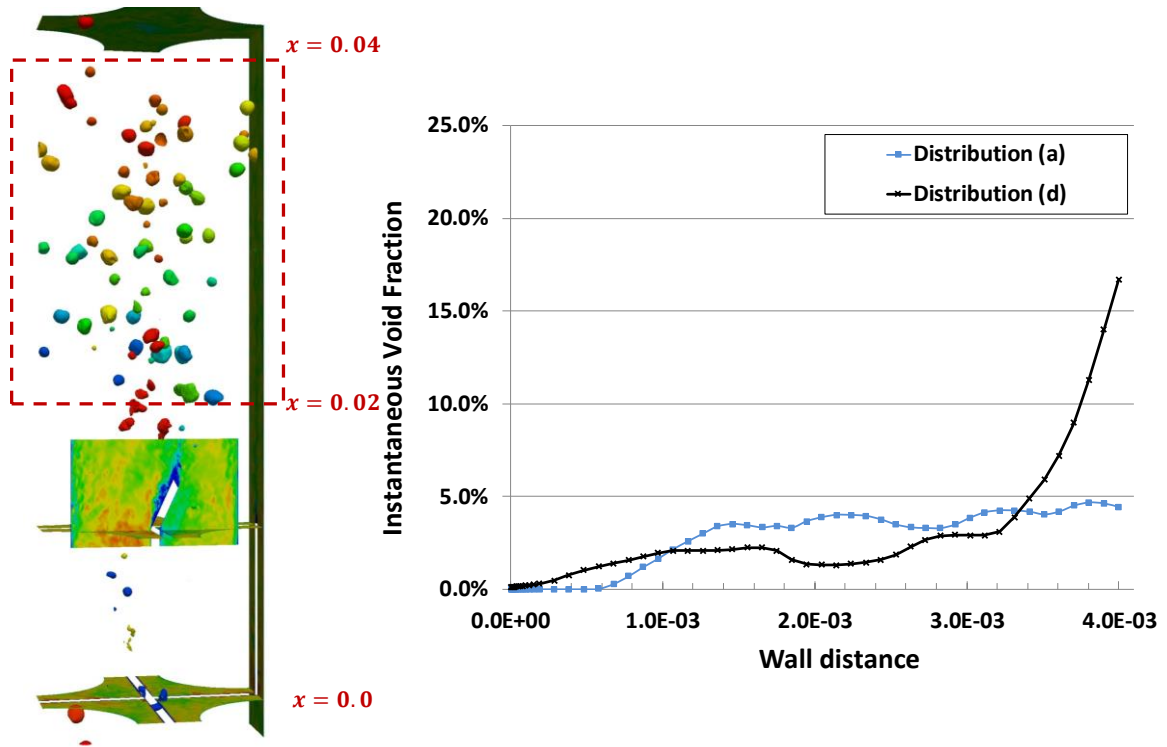 x = 0.04
x = 0.02
x = 0.0
Instantaneous Void Fraction
25.0%
20.0%
15.0%
10.0%
5.0%
0.0%
Distribution (a)
Distribution (d)
0.0E+00 1.0E-03 2.0E-03 3.0E-03 4.0E-03
Wall distance